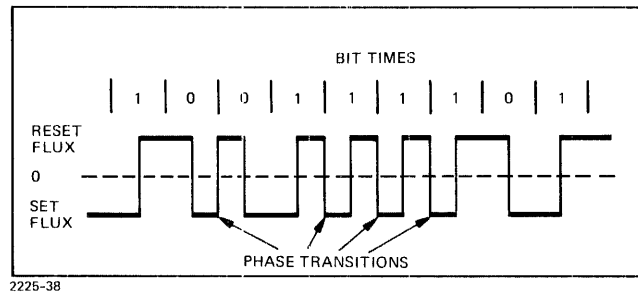 BIT TIMES
1 0 0 1 1 1 1 0 1
RESET
FLUX
0
SET
FLUX
PHASE TRANSITIONS
2225-38